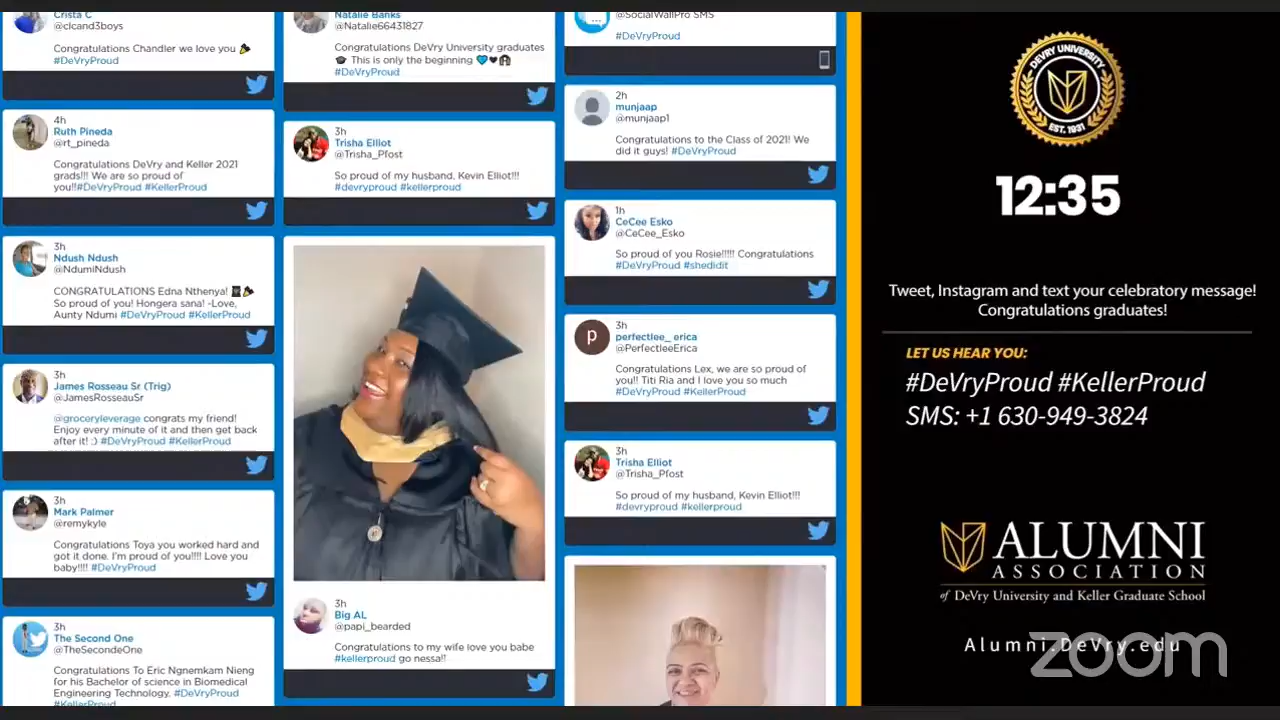 Crista C
@clcand3boys
Congratulations Chandler we love you
#DeVryProud
4h
Ruth Pineda
@rt_pineda
Congratulations DeVry and Keller 2021
grads!!! We are so proud of
you!!#DeVryProud #KellerProud
3h
Ndush Ndush
@NdumiNdush
CONGRATULATIONS Edna Nthenya!
So proud of you! Hongera sana! -Love,
Aunty Ndumi #DeVryProud #KellerProud
3h
James Rosseau Sr (Trig)
@JamesRosseauSr
@groceryleverage congrats my friend!
Enjoy every minute of it and then get back
after it! :) #DeVryProud #KellerProud
3h
Mark Palmer
@remykyle
Congratulations Toya you worked hard and
got it done. I'm proud of you!!!! Love you
baby!!!! #DeVryProud
3h
The Second One
@TheSecondeOne
Congratulations To Eric Ngnemkam Nieng
for his Bachelor of science in Biomedical
Engineering Technology. #DeVryProud
#KellerProud
Natalie Banks
@Natalie66431827
Congratulations DeVry University graduates
This is only the beginning
#DeVryProud
3h
Trisha Elliot
@Trisha_Pfost
So proud of my husband, Kevin Elliot!!!
#devryproud #kellerproud
3h
Big AL
@papi_bearded
Congratulations to my wife love you babe
#kellerproud go nessa!!
@SocialWallPro SMS
#DeVryProud
2h
munjaap
@munjaap1
Congratulations to the Class of 2021! We
did it guys! #DeVryProud
1h
CeCee Esko
@CeCee_Esko
So proud of you Rosie!!!!! Congratulations
#DeVryProud #shedidit
p
3h
perfectlee_ erica
@PerfectleeErica
Congratulations Lex, we are so proud of
you!! Titi Ria and I love you so much
#DeVryProud #KellerProud
3h
Trisha Elliot
@Trisha_Pfost
So proud of my husband, Kevin Elliot!!!
#devryproud #kellerproud
DEVRY UNIVERSITY
EST. 1931
12:35
Tweet, Instagram and text your celebratory message!
Congratulations graduates!
LET US HEAR YOU:
#DeVryProud #KellerProud
SMS: +1 630-949-3824
ALUMNI
ASSOCIATION
of DeVry University and Keller Graduate School
Alumni.DeVry.edu
zoom